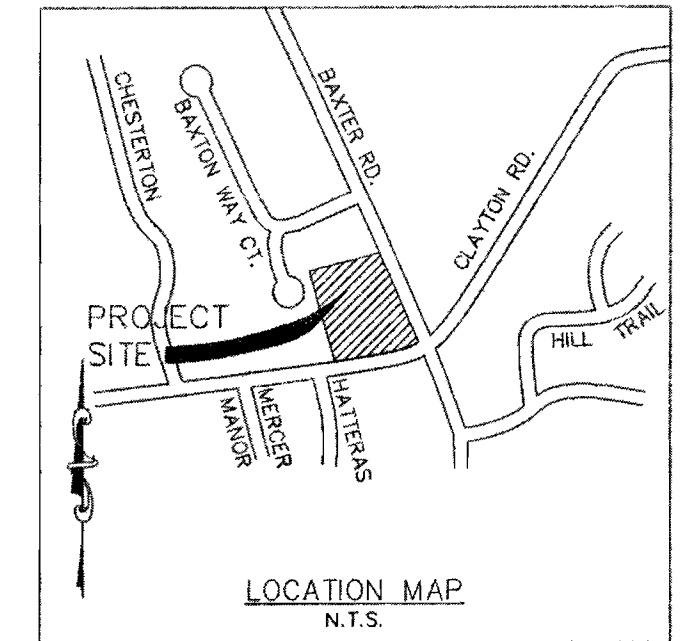 CHESTERTON
BAXTON WAY CT.
BAXTER RD.
CLAYTON RD.
PROJECT
SITE
HILL TRAIL
MANOR
MERCER
HATTERAS
LOCATION MAP
N.T.S.